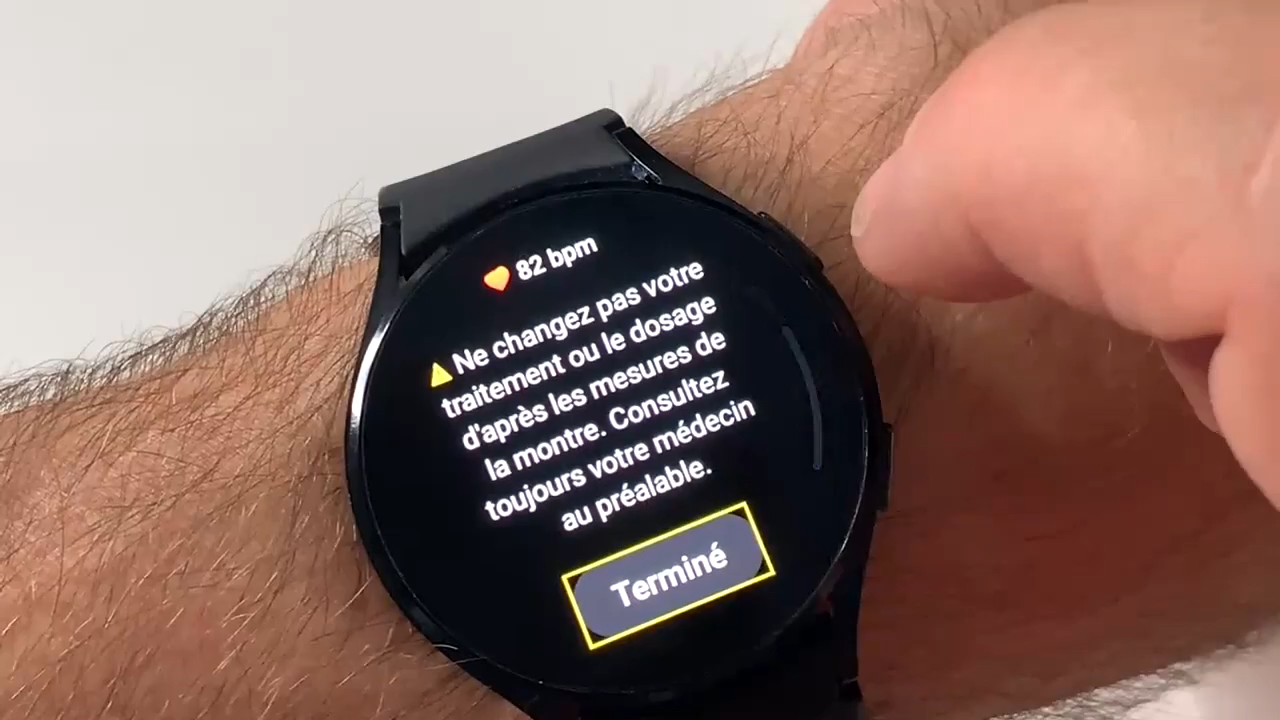 82 bpm
Ne changez pas votre
traitement ou le dosage
d'après les mesures de
la montre. Consultez
toujours votre médecin
au préalable.
Terminé